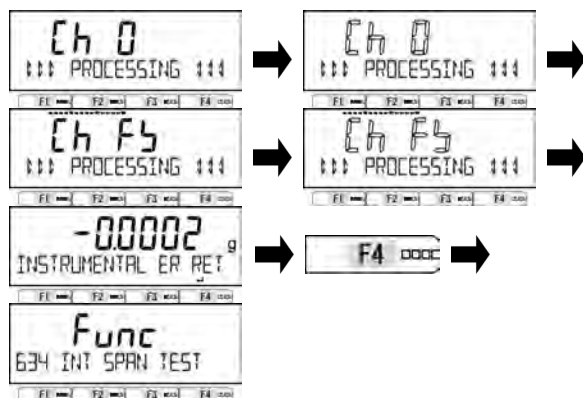 Ch 0
PROCESSING
F1 F2 F3 F4
Ch 0
PROCESSING
F1 F2 F3 F4
Ch FS
PROCESSING
F1 F2 F3 F4
Ch FS
PROCESSING
F1 F2 F3 F4
-0.0002 g
INSTRUMENTAL ER RET
F1 F2 F3 F4
F4
Func
634 INT SPAN TEST
F1 F2 F3 F4